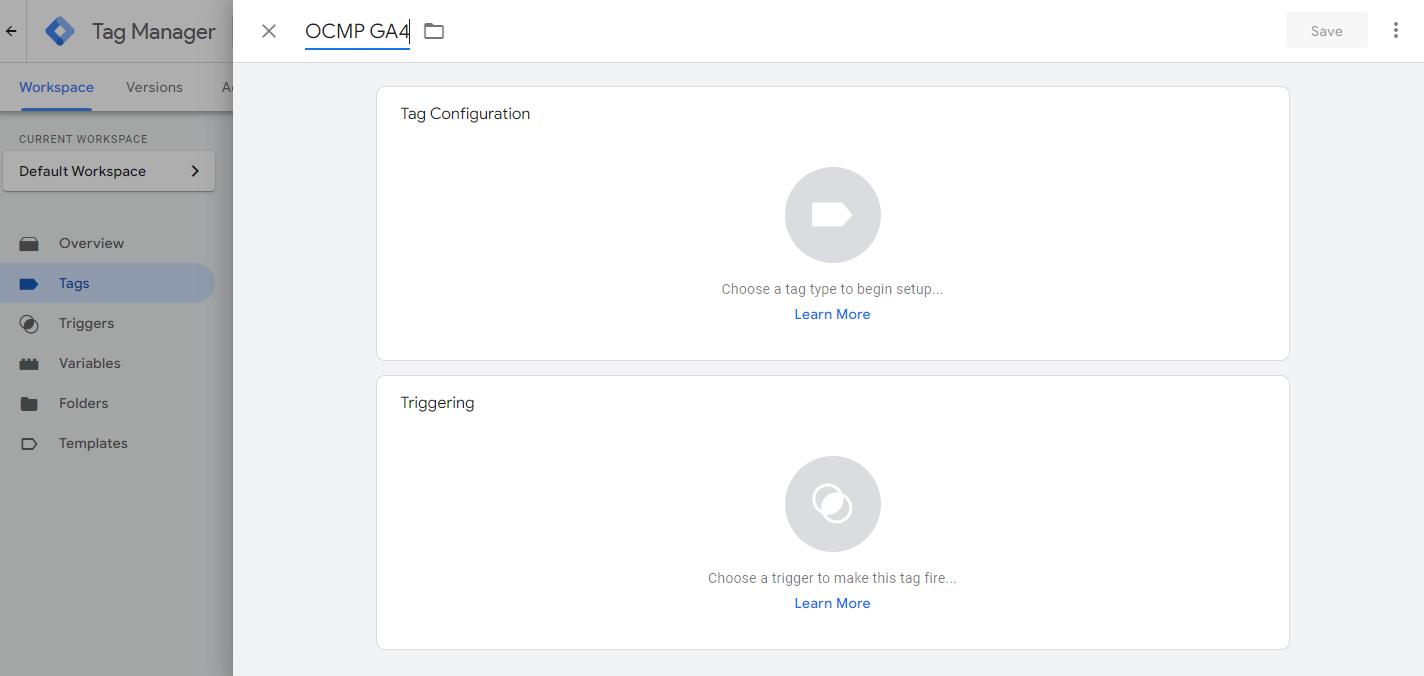 Tag Manager
OCMP GA4
Save
Workspace
Versions
A
CURRENT WORKSPACE
Default Workspace
Overview
Tags
Triggers
Variables
Folders
Templates
Tag Configuration
Choose a tag type to begin setup...
Learn More
Triggering
Choose a trigger to make this tag fire...
Learn More